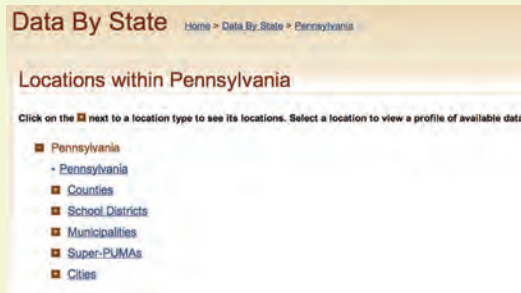 Data By State Home > Data By State > Pennsylvania
Locations within Pennsylvania
Click on the next to a location type to see its locations. Select a location to view a profile of available data
Pennsylvania
Pennsylvania
Counties
School Districts
Municipalities
Super-PUMAs
Cities